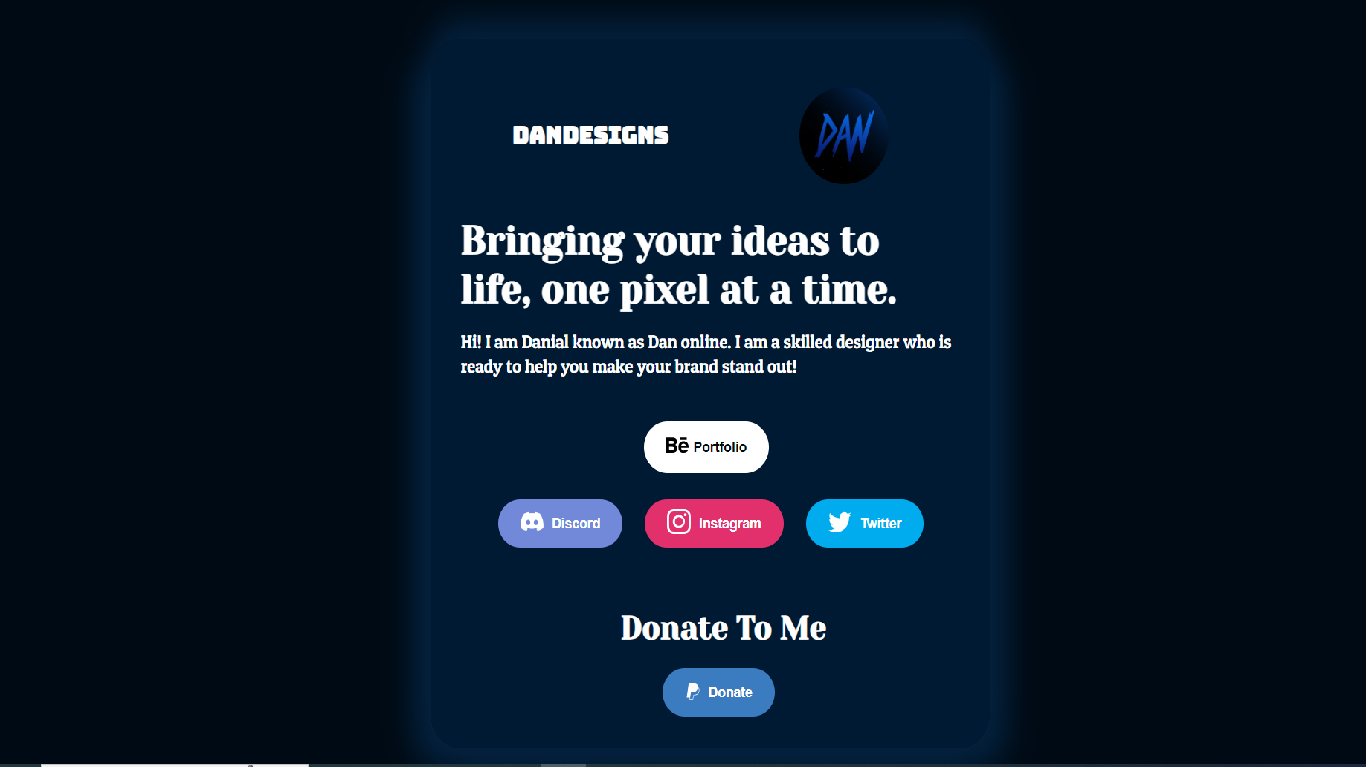 DANDESIGNS
DAN
Bringing your ideas to
life, one pixel at a time.
Hi! I am Danial known as Dan online. I am a skilled designer who is
ready to help you make your brand stand out!
Bē Portfolio
Discord
Instagram
Twitter
Donate To Me
Donate